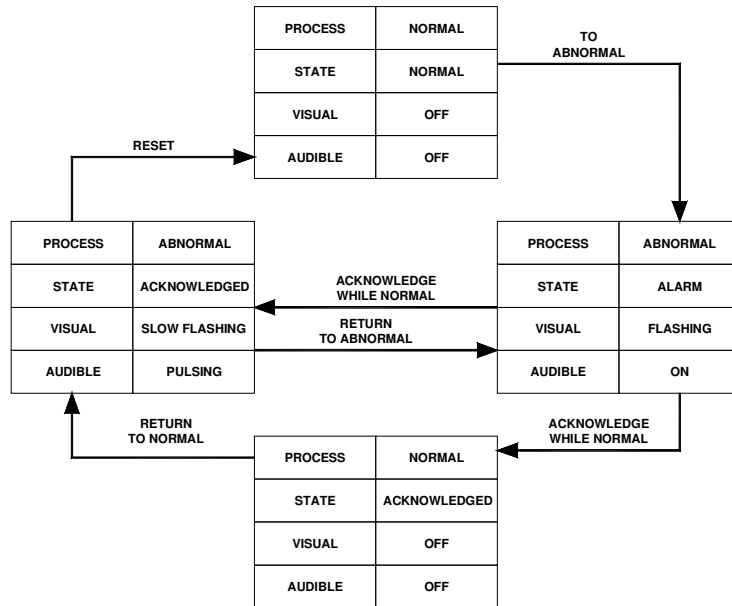 PROCESS NORMAL
STATE NORMAL
VISUAL OFF
AUDIBLE OFF
TO
ABNORMAL
RESET
PROCESS ABNORMAL
STATE ACKNOWLEDGED
VISUAL SLOW FLASHING
AUDIBLE PULSING
ACKNOWLEDGE
WHILE NORMAL
RETURN
TO ABNORMAL
PROCESS ABNORMAL
STATE ALARM
VISUAL FLASHING
AUDIBLE ON
RETURN
TO NORMAL
ACKNOWLEDGE
WHILE NORMAL
PROCESS NORMAL
STATE ACKNOWLEDGED
VISUAL OFF
AUDIBLE OFF